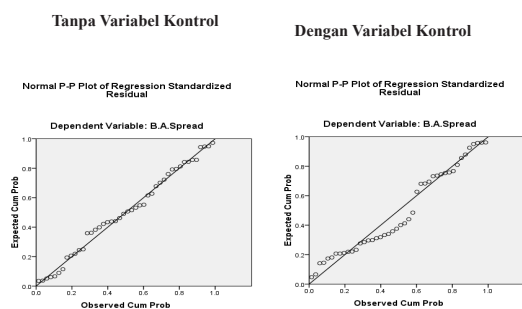 Tanpa Variabel Kontrol
Normal P-P Plot of Regression Standardized
Residual
Dependent Variable: B.A.Spread
Expected Cum Prob
1.0
0.8
0.6
0.4
0.2
0.0
0.0 0.2 0.4 0.6 0.8 1.0
Observed Cum Prob
Dengan Variabel Kontrol
Normal P-P Plot of Regression Standardized
Residual
Dependent Variable: B.A.Spread
Expected Cum Prob
1.0
0.8
0.6
0.4
0.2
0.0
0.0 0.2 0.4 0.6 0.8 1.0
Observed Cum Prob